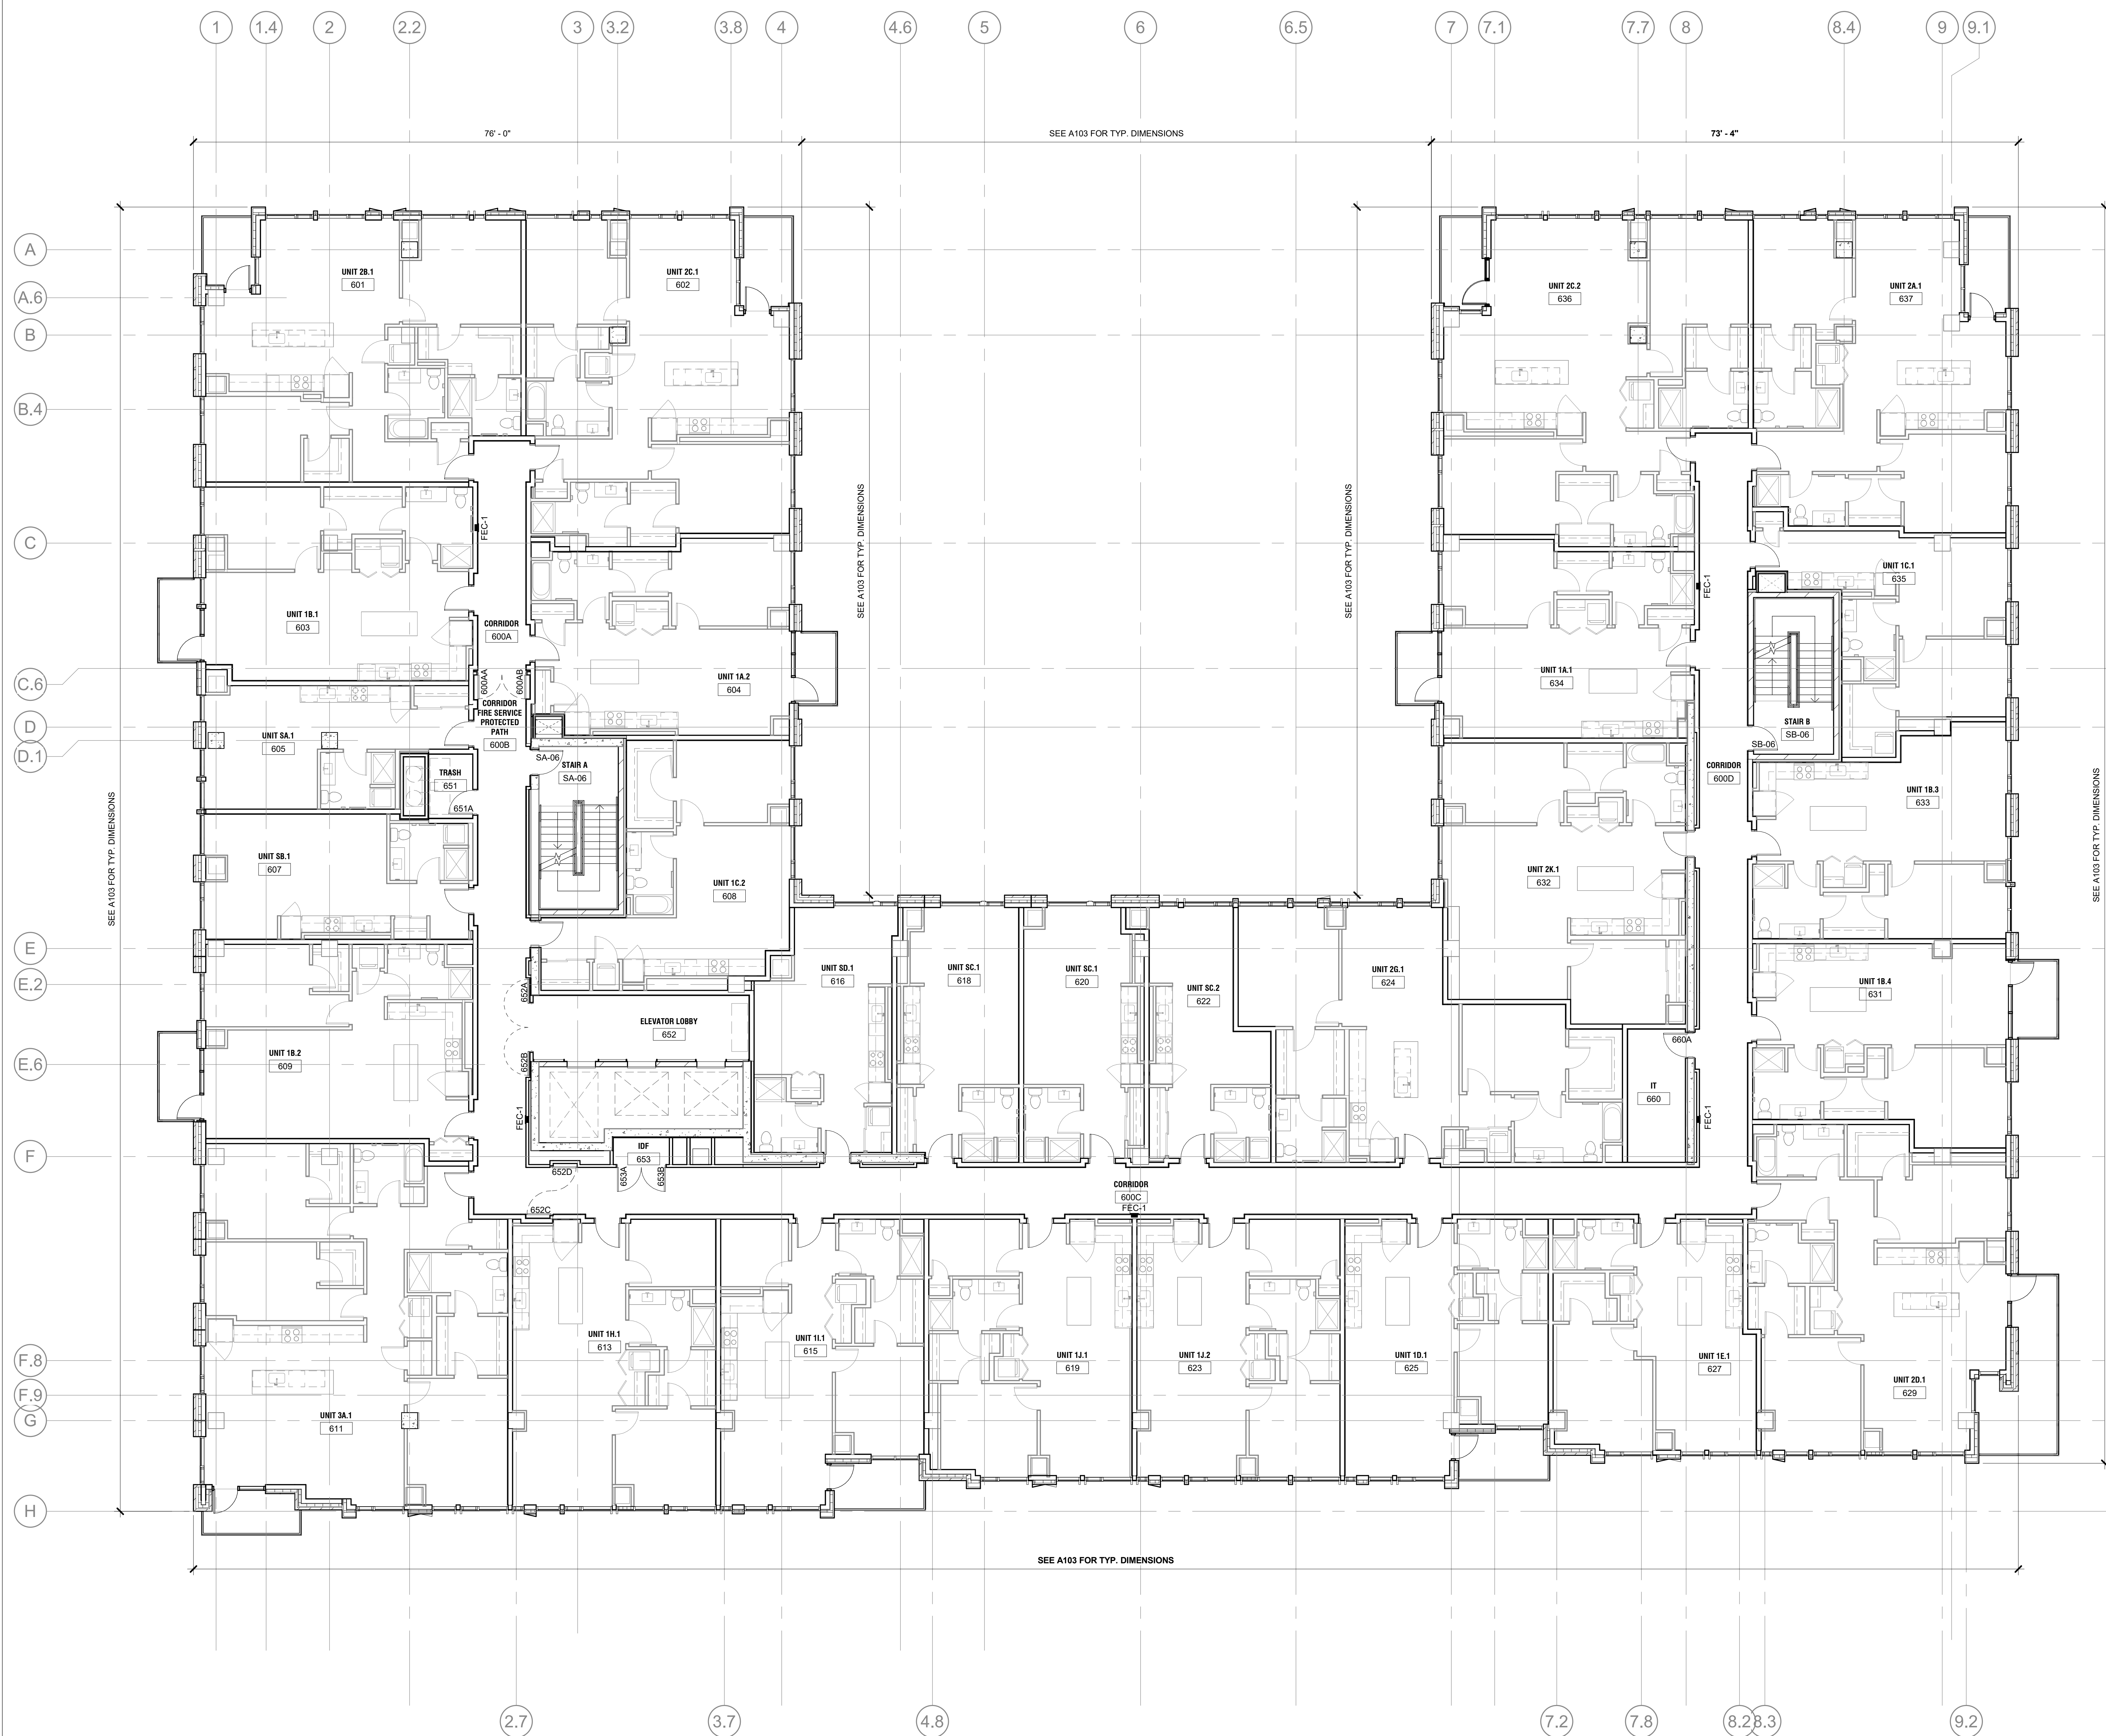 1 1.4 2 2.2 3 3.2 3.8 4 4.6 5 6 6.5 7 7.1 7.7 8 8.4 9 9.1
76' - 0"
SEE A103 FOR TYP. DIMENSIONS
73' - 4"
A
A.6
B
B.4
C
C.6
D
D.1
E
E.2
E.6
F
F.8
F.9
G
H
SEE A103 FOR TYP. DIMENSIONS
SEE A103 FOR TYP. DIMENSIONS
SEE A103 FOR TYP. DIMENSIONS
SEE A103 FOR TYP. DIMENSIONS
UNIT 2B.1
601
UNIT 2C.1
602
UNIT 2C.2
636
UNIT 2A.1
637
FEC-1
UNIT 1B.1
603
CORRIDOR
600A
600AA
600AB
UNIT 1A.2
604
FEC-1
UNIT 1C.1
635
UNIT 1A.1
634
CORRIDOR
FIRE SERVICE
PROTECTED
PATH
600B
UNIT SA.1
605
TRASH
651
651A
SA-06
STAIR A
SA-06
STAIR B
SB-06
SB-06
CORRIDOR
600D
UNIT 1B.3
633
UNIT SB.1
607
UNIT 1C.2
608
UNIT 2K.1
632
UNIT SD.1
616
UNIT SC.1
618
UNIT SC.1
620
UNIT SC.2
622
UNIT 2G.1
624
UNIT 1B.4
631
652A
ELEVATOR LOBBY
652
652B
UNIT 1B.2
609
660A
IT
660
FEC-1
FEC-1
IDF
653
652D
653A
653B
652C
CORRIDOR
600C
FEC-1
UNIT 1H.1
613
UNIT 1I.1
615
UNIT 1J.1
619
UNIT 1J.2
623
UNIT 1D.1
625
UNIT 1E.1
627
UNIT 2D.1
629
UNIT 3A.1
611
SEE A103 FOR TYP. DIMENSIONS
2.7 3.7 4.8 7.2 7.8 8.2 8.3 9.2